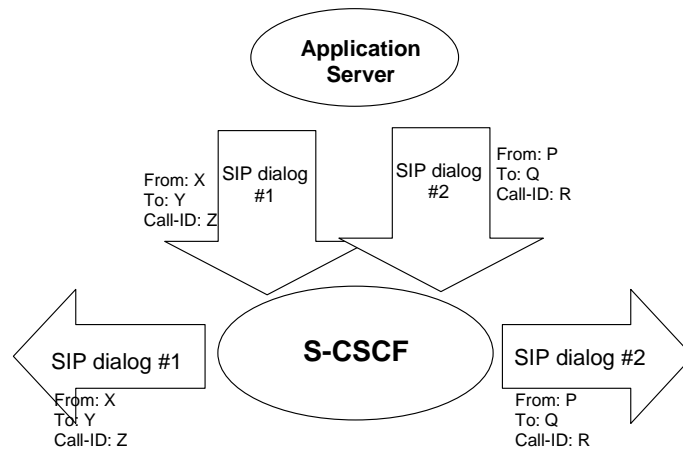 Application
Server
From: X
To: Y
Call-ID: Z
SIP dialog
#1
SIP dialog
#2
From: P
To: Q
Call-ID: R
S-CSCF
SIP dialog #1
From: X
To: Y
Call-ID: Z
SIP dialog #2
From: P
To: Q
Call-ID: R